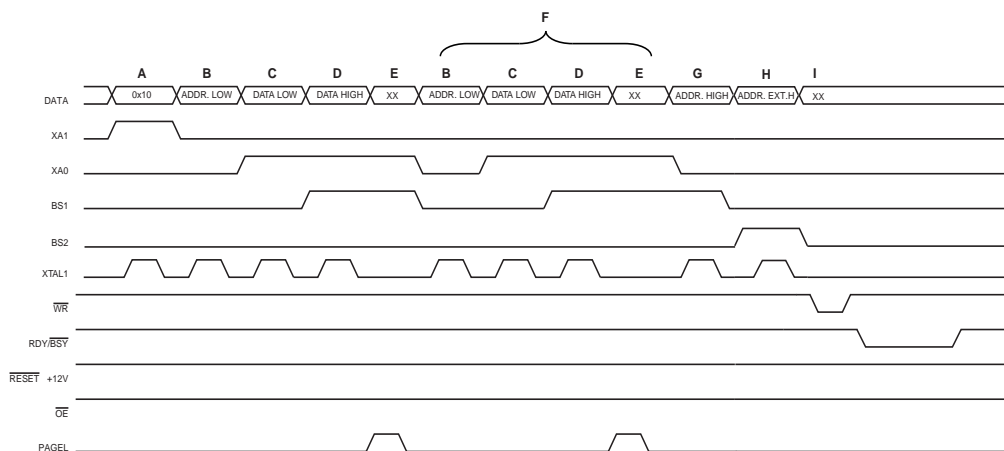 F
A B C D E B C D E G H I
DATA 0x10 ADDR. LOW DATA LOW DATA HIGH XX ADDR. LOW DATA LOW DATA HIGH XX ADDR. HIGH ADDR. EXT.H XX
XA1
XA0
BS1
BS2
XTAL1
WR
RDY/BSY
RESET +12V
OE
PAGEL